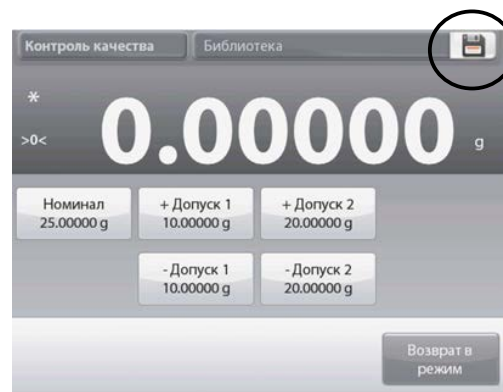 Контроль качества Библиотека
*
>0< 0.00000 g
Номинал + Допуск 1 + Допуск 2
25.00000 g 10.00000 g 20.00000 g
- Допуск 1 - Допуск 2
10.00000 g 20.00000 g
Возврат в
режим